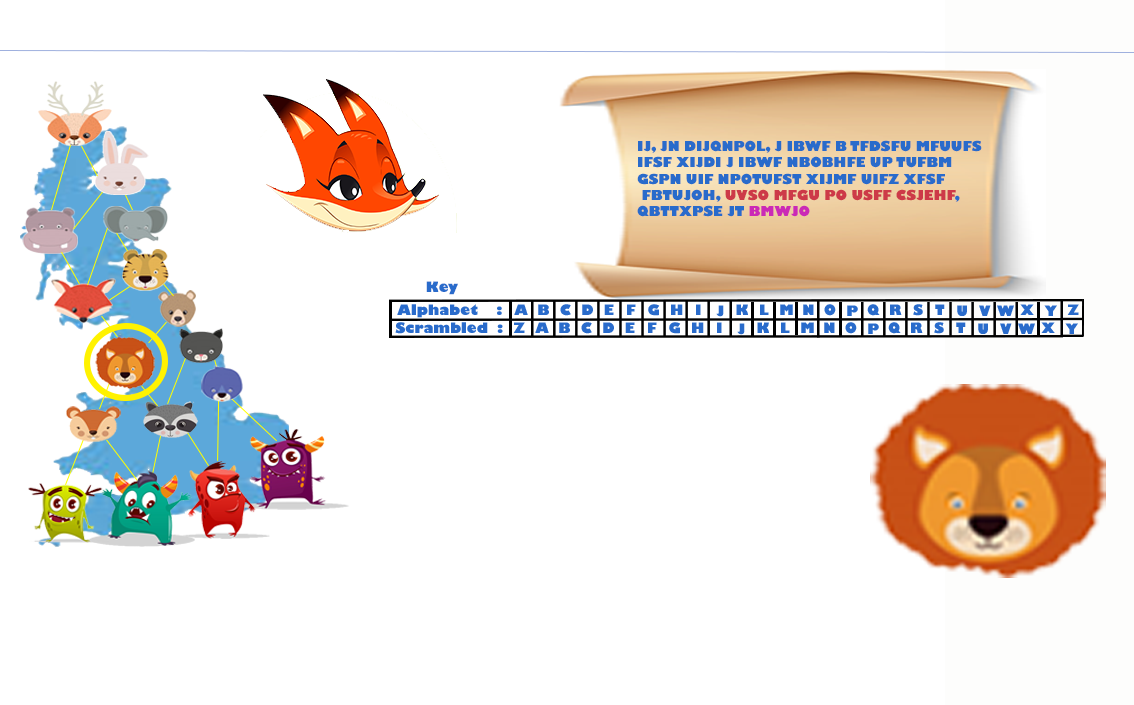 IJ, JN DIJQNPOL, J IBWF B TFDSFU MFUUFS
IFSF XIJDI J IBWF NBOBHFE UP TUFBM
GSPN UIF NPOTUFST XIJMF UIFZ XFSF
FBTUJOH, UVSO MFGU PO USFF CSJEHF,
QBTTXPSE JT BMWJO
Key
Alphabet : A B C D E F G H I J K L M N O P Q R S T U V W X Y Z
Scrambled : Z A B C D E F G H I J K L M N O P Q R S T U V W X Y